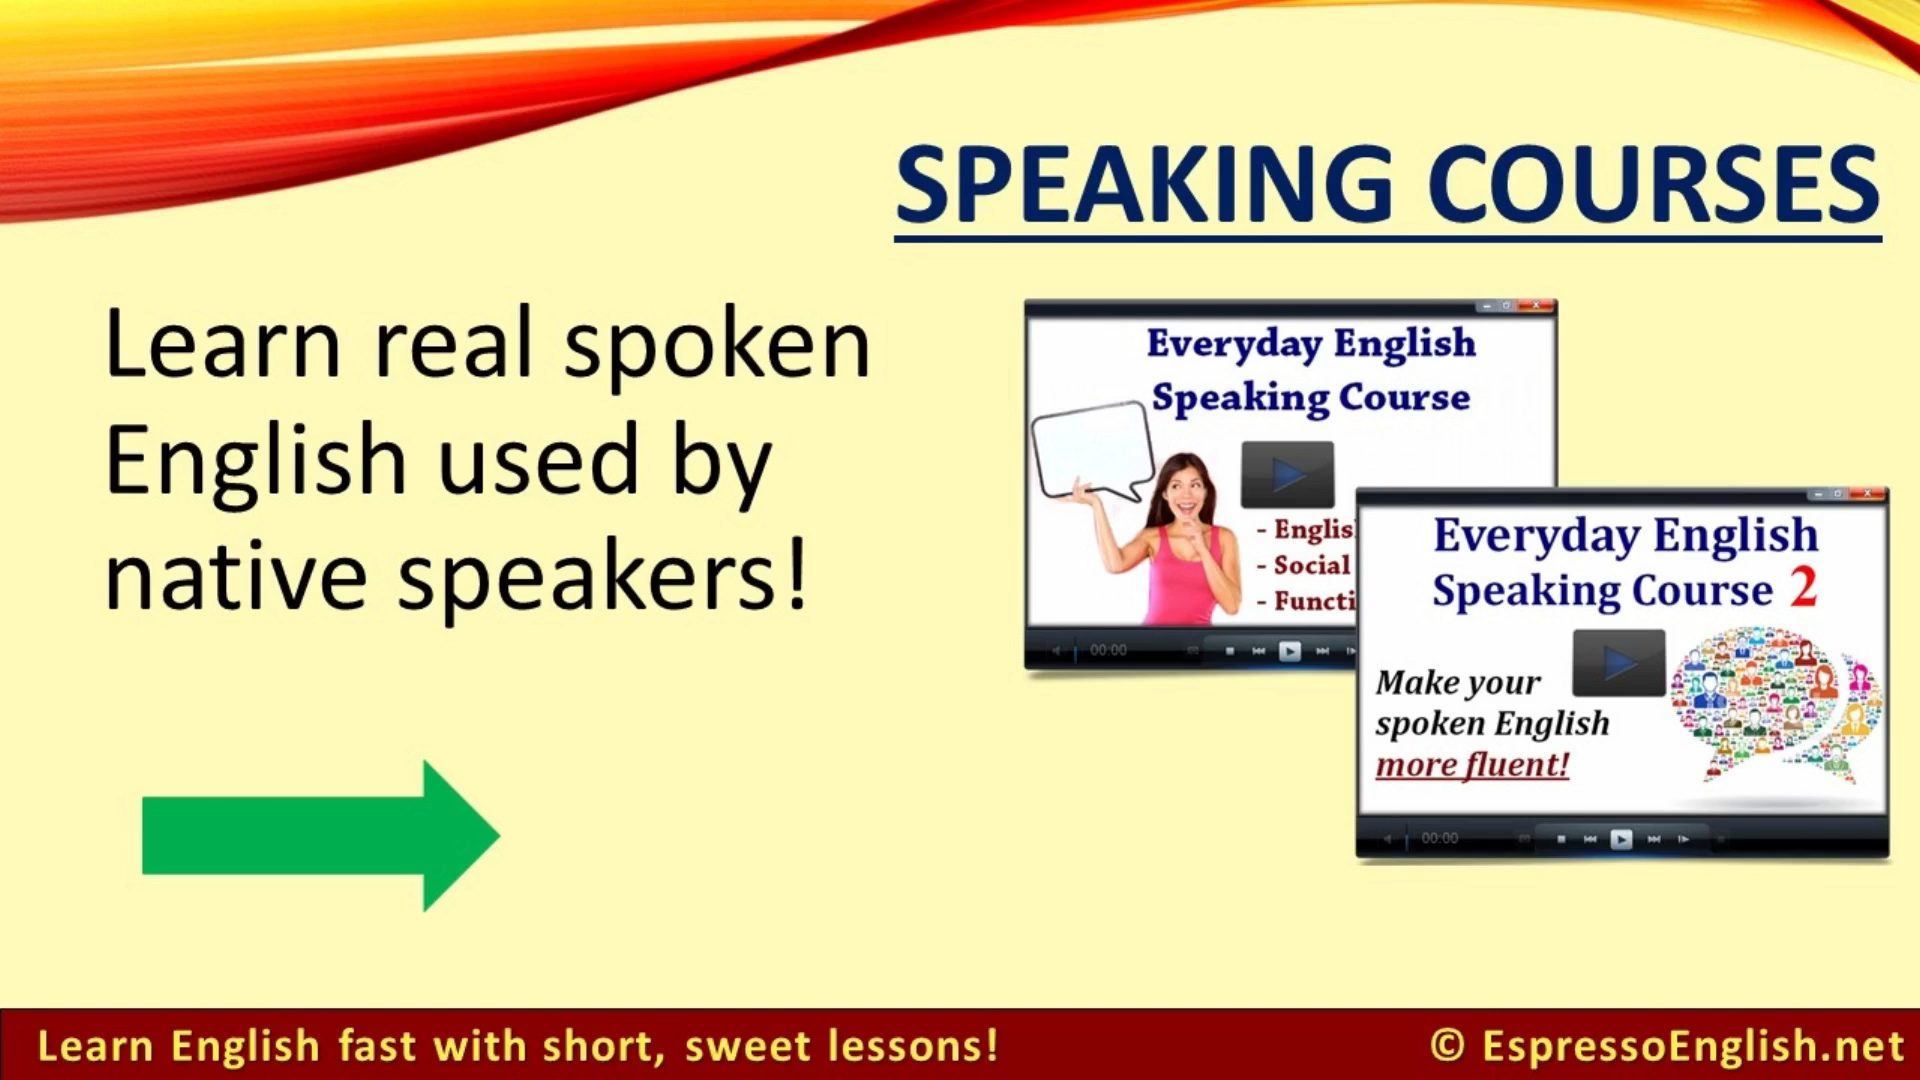 SPEAKING COURSES
Learn real spoken
English used by
native speakers!
Everyday English
Speaking Course
- Social
00:00
Everyday English
Speaking Course 2
Make your
spoken English
more fluent!
00:00
Learn English fast with short, sweet lessons!
© EspressoEnglish.net